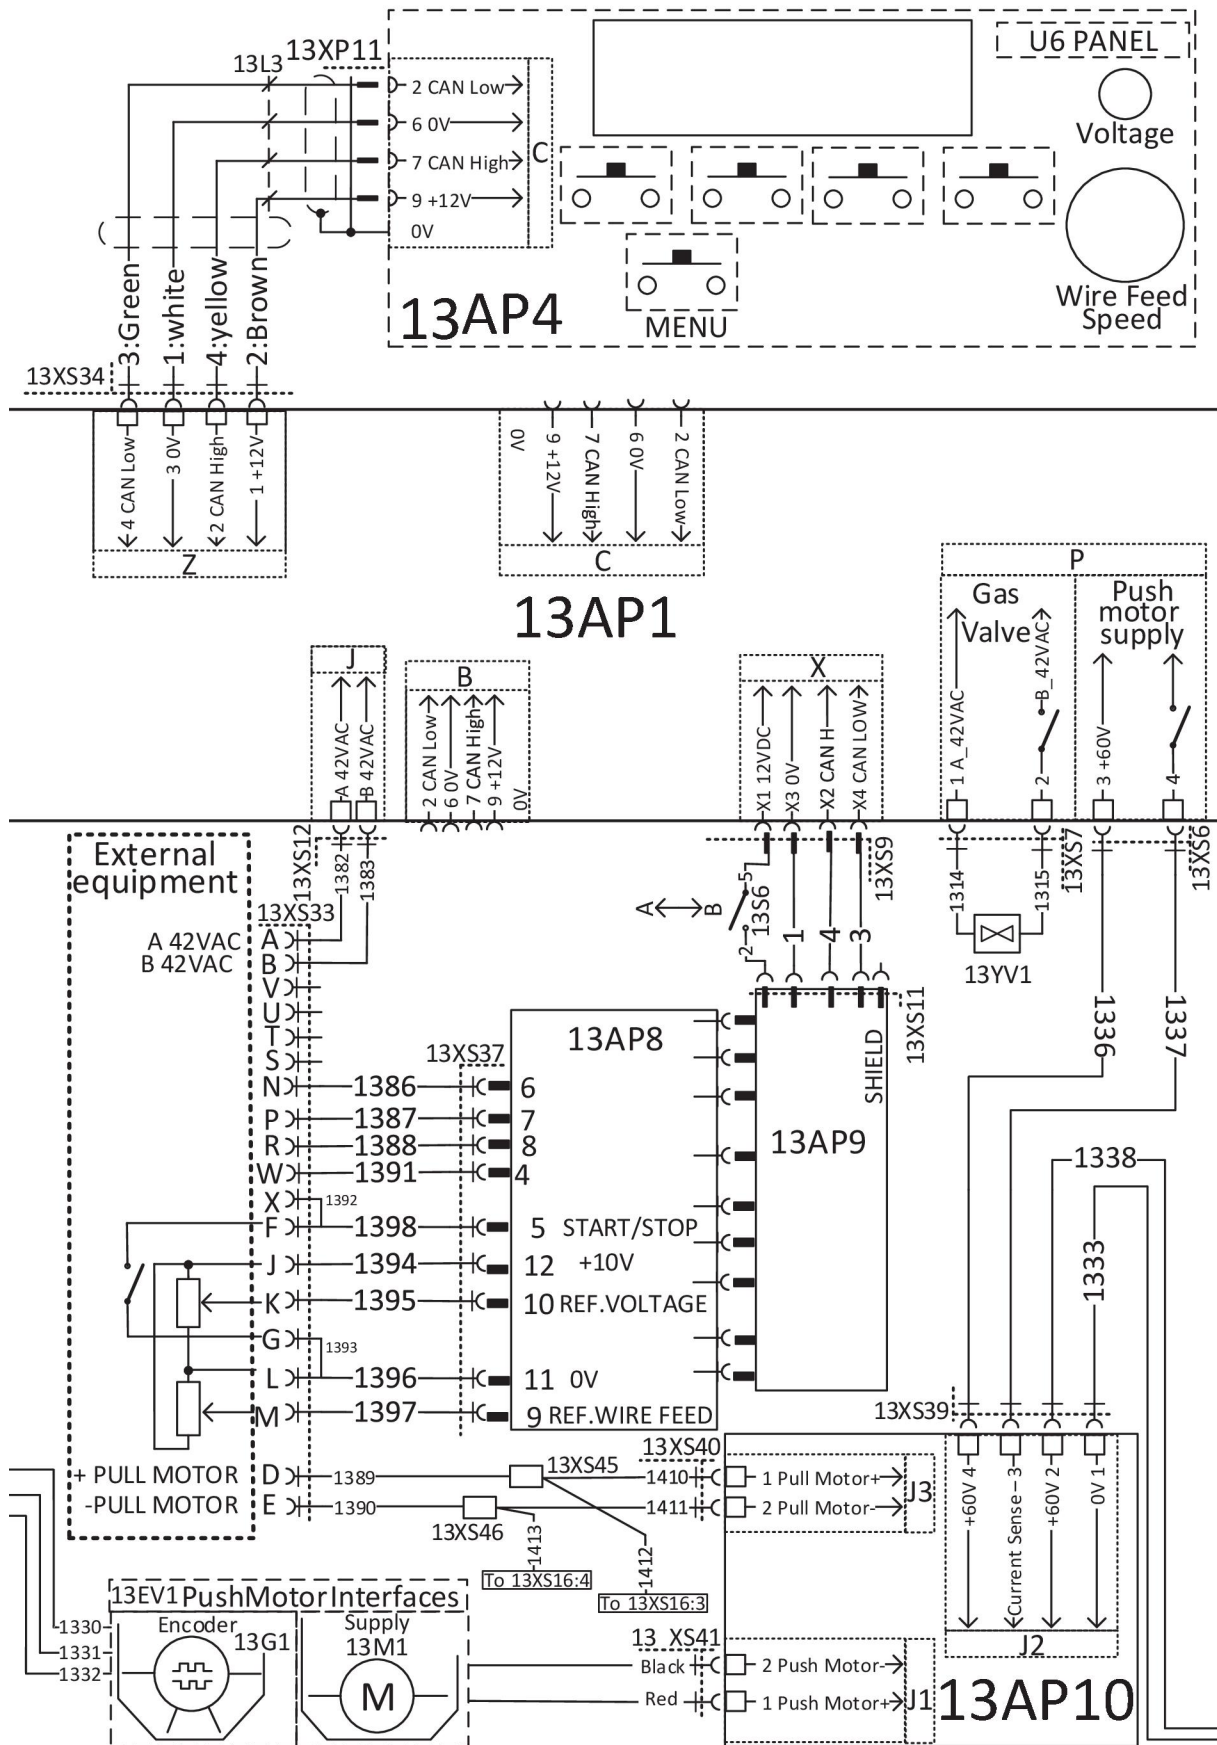 13XP11
U6 PANEL
13L3
2 CAN Low
6 0V
7 CAN High
9 +12V
0V
C
Voltage
Wire Feed
Speed
MENU
13AP4
3:Green
1:white
4:yellow
2:Brown
13XS34
4 CAN Low
3 0V
2 CAN High
1 +12V
Z
0V
9 +12V
7 CAN High
6 0V
2 CAN Low
C
13AP1
P
Gas
Valve
Push
motor
supply
1 A_42VAC
2
B_42VAC
3 +60V
4
J
A 42VAC
B 42VAC
B
2 CAN Low
6 0V
7 CAN High
9 +12V
0V
X
X1 12VDC
X3 0V
X2 CAN H
X4 CAN LOW
13XS12
1382
1383
13XS9
13XS7
13XS6
External
equipment
13XS33
A 42VAC A
B 42VAC B
V
U
T
S
N
P
R
W
X
F
J
K
G
L
M
A
B
5
2
13S6
1
4
3
1314
1315
13YV1
1336
1337
13XS11
SHIELD
13AP9
13XS37
13AP8
1386
6
1387
7
1388
8
1391
4
1392
1398
5 START/STOP
1394
12 +10V
1395
10 REF.VOLTAGE
1393
1396
11 0V
1397
9 REF.WIRE FEED
1338
1333
13XS39
+ PULL MOTOR D
-PULL MOTOR E
1389
1390
13XS45
13XS46
1413
1412
To 13XS16:4
To 13XS16:3
13XS40
1410
1411
1 Pull Motor+
2 Pull Motor-
J3
+60V 4
Current Sense – 3
+60V 2
0V 1
J2
13AP10
13EV1 PushMotorInterfaces
Encoder
13G1
Supply
13M1
M
1330
1331
1332
13 XS41
Black
Red
2 Push Motor-
1 Push Motor+
J1